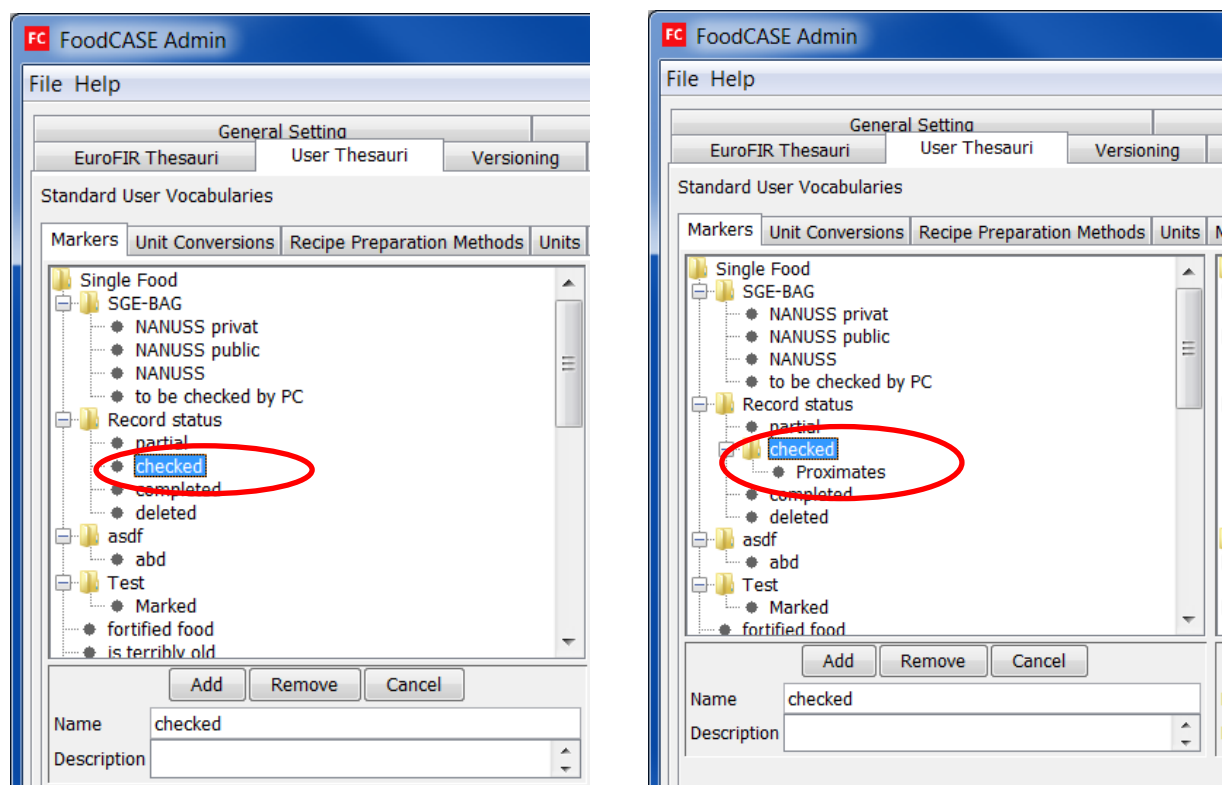 FC FoodCASE Admin
File Help
General Setting
EuroFIR Thesauri User Thesauri Versioning
Standard User Vocabularies
Markers Unit Conversions Recipe Preparation Methods Units
Single Food
SGE-BAG
NANUSS privat
NANUSS public
NANUSS
to be checked by PC
Record status
partial
checked
completed
deleted
asdf
abd
Test
Marked
fortified food
is terribly old
Add Remove Cancel
Name checked
Description
FC FoodCASE Admin
File Help
General Setting
EuroFIR Thesauri User Thesauri Versioning
Standard User Vocabularies
Markers Unit Conversions Recipe Preparation Methods Units
Single Food
SGE-BAG
NANUSS privat
NANUSS public
NANUSS
to be checked by PC
Record status
partial
checked
Proximates
completed
deleted
asdf
abd
Test
Marked
fortified food
Add Remove Cancel
Name checked
Description